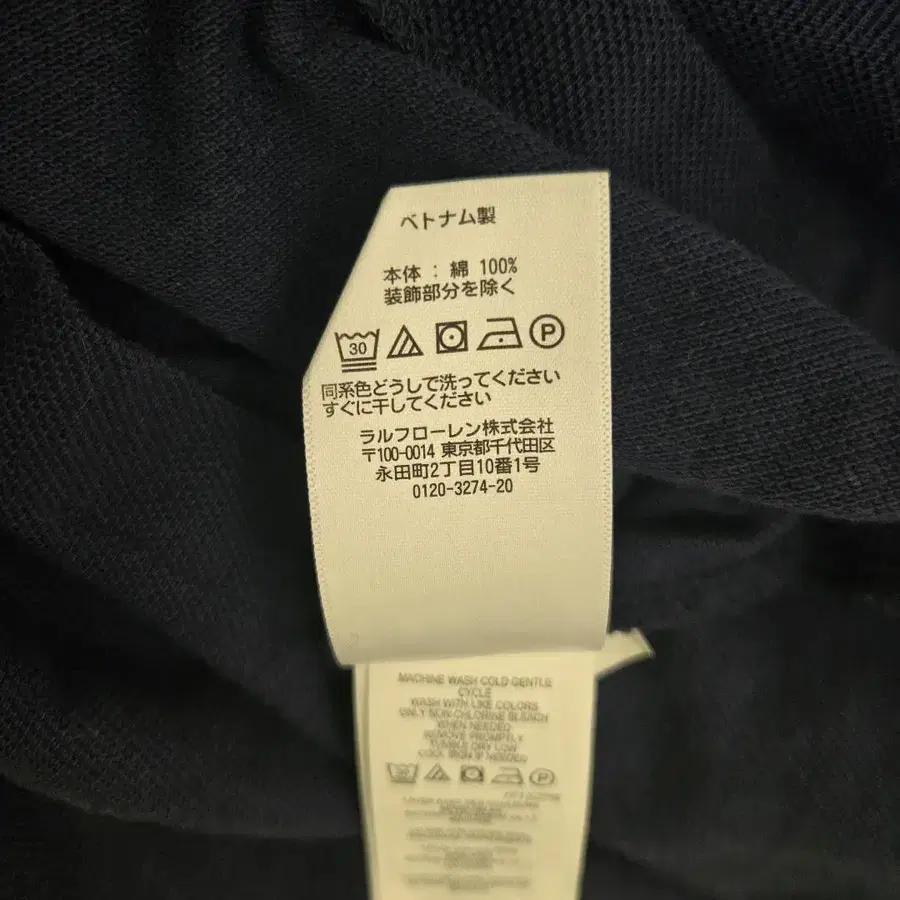 ベトナム製
本体 : 綿 100%
装飾部分を除く
30 P
同系色どうしで洗ってください
すぐに干してください
ラルフローレン株式会社
〒100-0014 東京都千代田区
永田町2丁目10番1号
0120-3274-20
MACHINE WASH COLD GENTLE
CYCLE
WASH WITH LIKE COLORS
ONLY NON-CHLORINE BLEACH
WHEN NEEDED
REMOVE PROMPTLY
TUMBLE DRY LOW
COOL IRON IF NEEDED
P